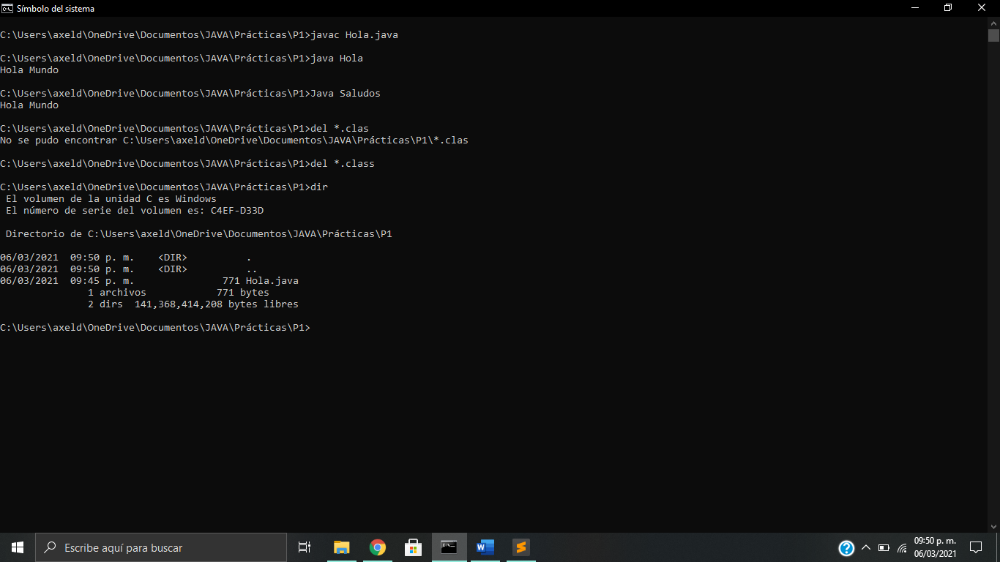 Símbolo del sistema
C:\Users\axeld\OneDrive\Documentos\JAVA\Prácticas\P1>javac Hola.java
C:\Users\axeld\OneDrive\Documentos\JAVA\Prácticas\P1>java Hola
Hola Mundo
C:\Users\axeld\OneDrive\Documentos\JAVA\Prácticas\P1>Java Saludos
Hola Mundo
C:\Users\axeld\OneDrive\Documentos\JAVA\Prácticas\P1>del *.clas
No se pudo encontrar C:\Users\axeld\OneDrive\Documentos\JAVA\Prácticas\P1\*.clas
C:\Users\axeld\OneDrive\Documentos\JAVA\Prácticas\P1>del *.class
C:\Users\axeld\OneDrive\Documentos\JAVA\Prácticas\P1>dir
El volumen de la unidad C es Windows
El número de serie del volumen es: C4EF-D33D
Directorio de C:\Users\axeld\OneDrive\Documentos\JAVA\Prácticas\P1
06/03/2021  09:50 p. m.    <DIR>          .
06/03/2021  09:50 p. m.    <DIR>          ..
06/03/2021  09:45 p. m.               771 Hola.java
1 archivos            771 bytes
2 dirs  141,368,414,208 bytes libres
C:\Users\axeld\OneDrive\Documentos\JAVA\Prácticas\P1>
Escribe aquí para buscar
09:50 p. m.
06/03/2021